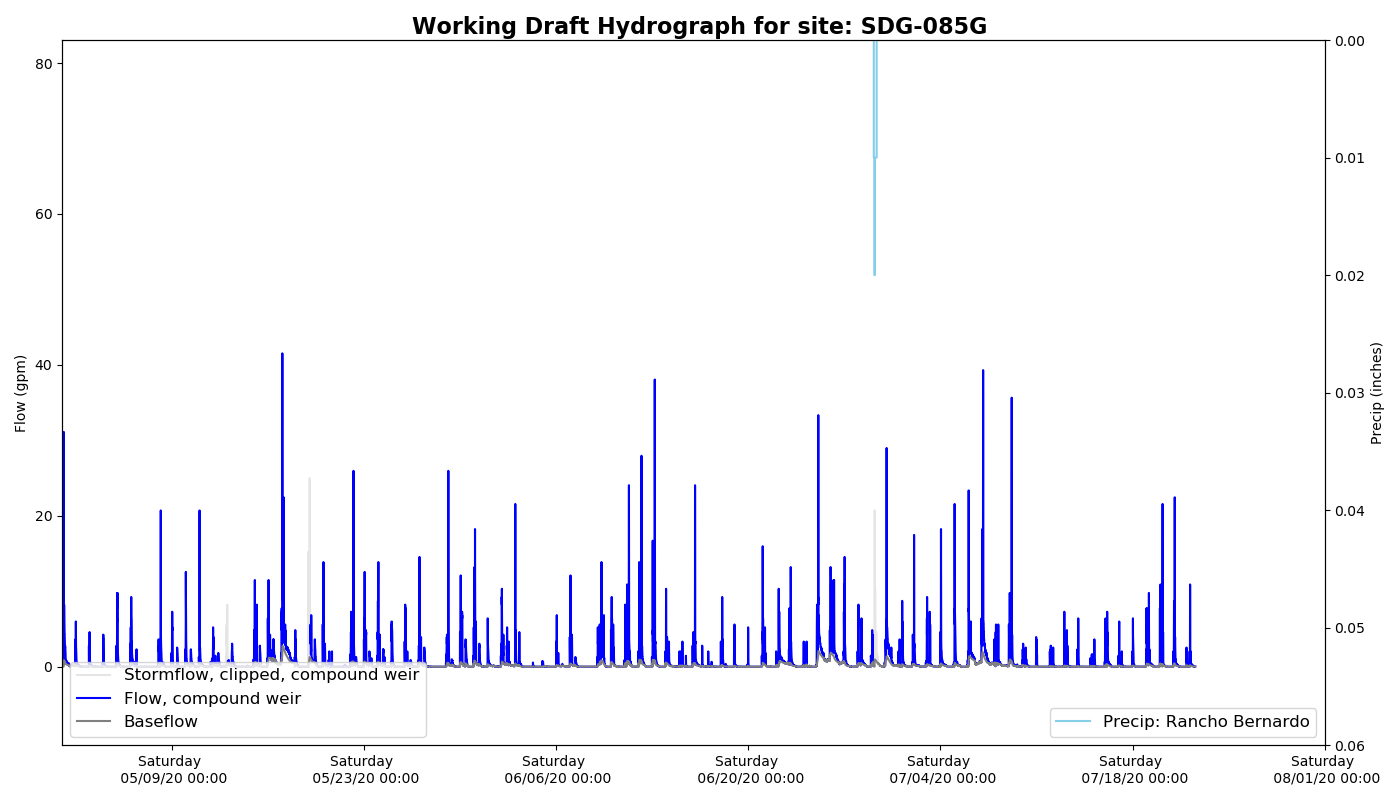 Working Draft Hydrograph for site: SDG-085G
80
60
40
20
0
Flow (gpm)
0.00
0.01
0.02
0.03
0.04
0.05
0.06
Precip (inches)
Stormflow, clipped, compound weir
Flow, compound weir
Baseflow
Precip: Rancho Bernardo
Saturday
05/09/20 00:00
Saturday
05/23/20 00:00
Saturday
06/06/20 00:00
Saturday
06/20/20 00:00
Saturday
07/04/20 00:00
Saturday
07/18/20 00:00
Saturday
08/01/20 00:00